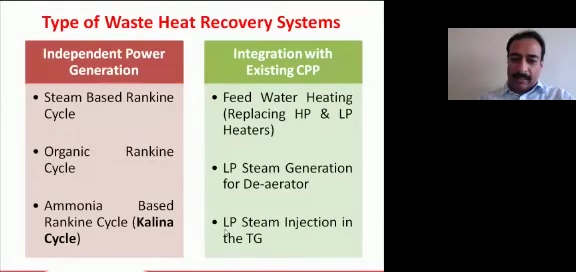 Type of Waste Heat Recovery Systems
Independent Power
Generation
• Steam Based Rankine
Cycle
• Organic Rankine
Cycle
• Ammonia Based
Rankine Cycle (Kalina
Cycle)
Integration with
Existing CPP
• Feed Water Heating
(Replacing HP & LP
Heaters)
• LP Steam Generation
for De-aerator
• LP Steam Injection in
the TG